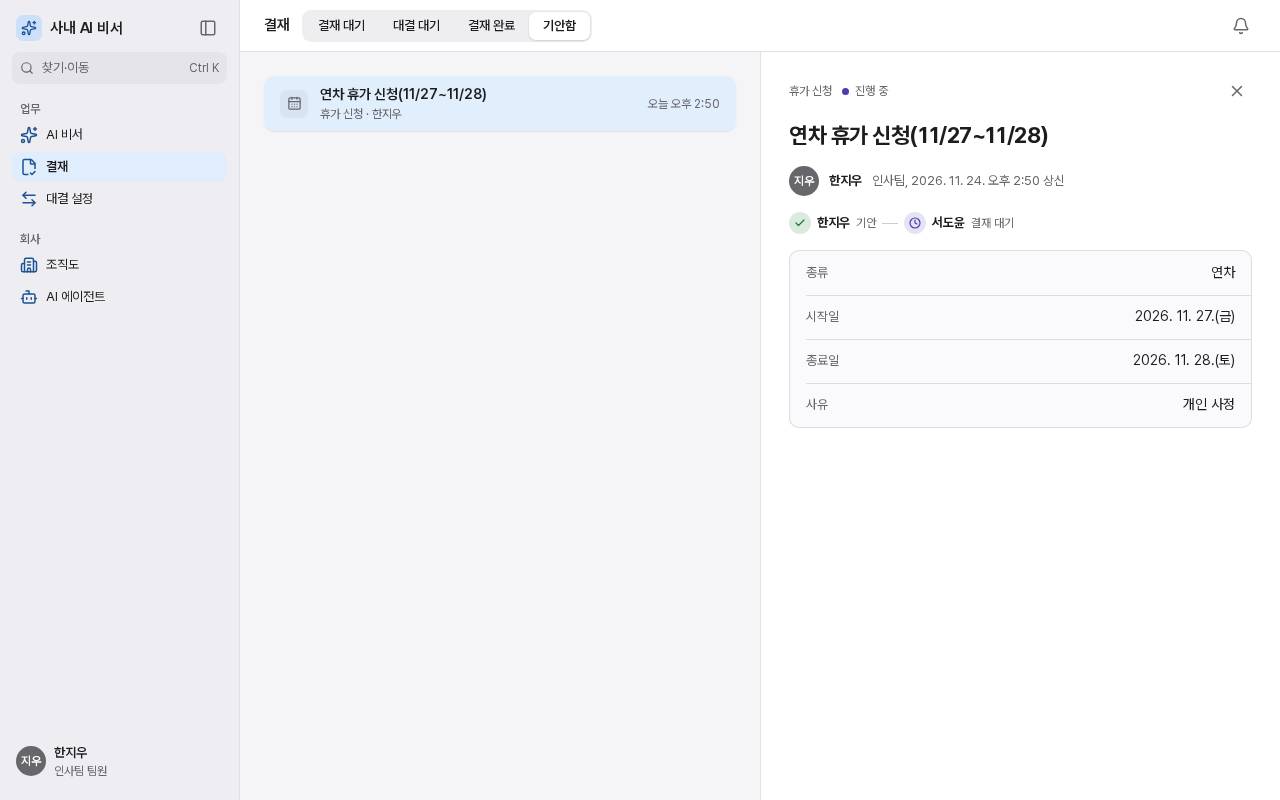 사내 AI 비서
찾기·이동 Ctrl K
업무
AI 비서
결재
대결 설정
회사
조직도
AI 에이전트
지우 한지우
인사팀 팀원
결재 결재 대기 대결 대기 결재 완료 기안함
연차 휴가 신청(11/27~11/28)
휴가 신청 · 한지우
오늘 오후 2:50
휴가 신청 진행 중
연차 휴가 신청(11/27~11/28)
지우 한지우 인사팀, 2026. 11. 24. 오후 2:50 상신
한지우 기안 서도윤 결재 대기
종류 연차
시작일 2026. 11. 27.(금)
종료일 2026. 11. 28.(토)
사유 개인 사정